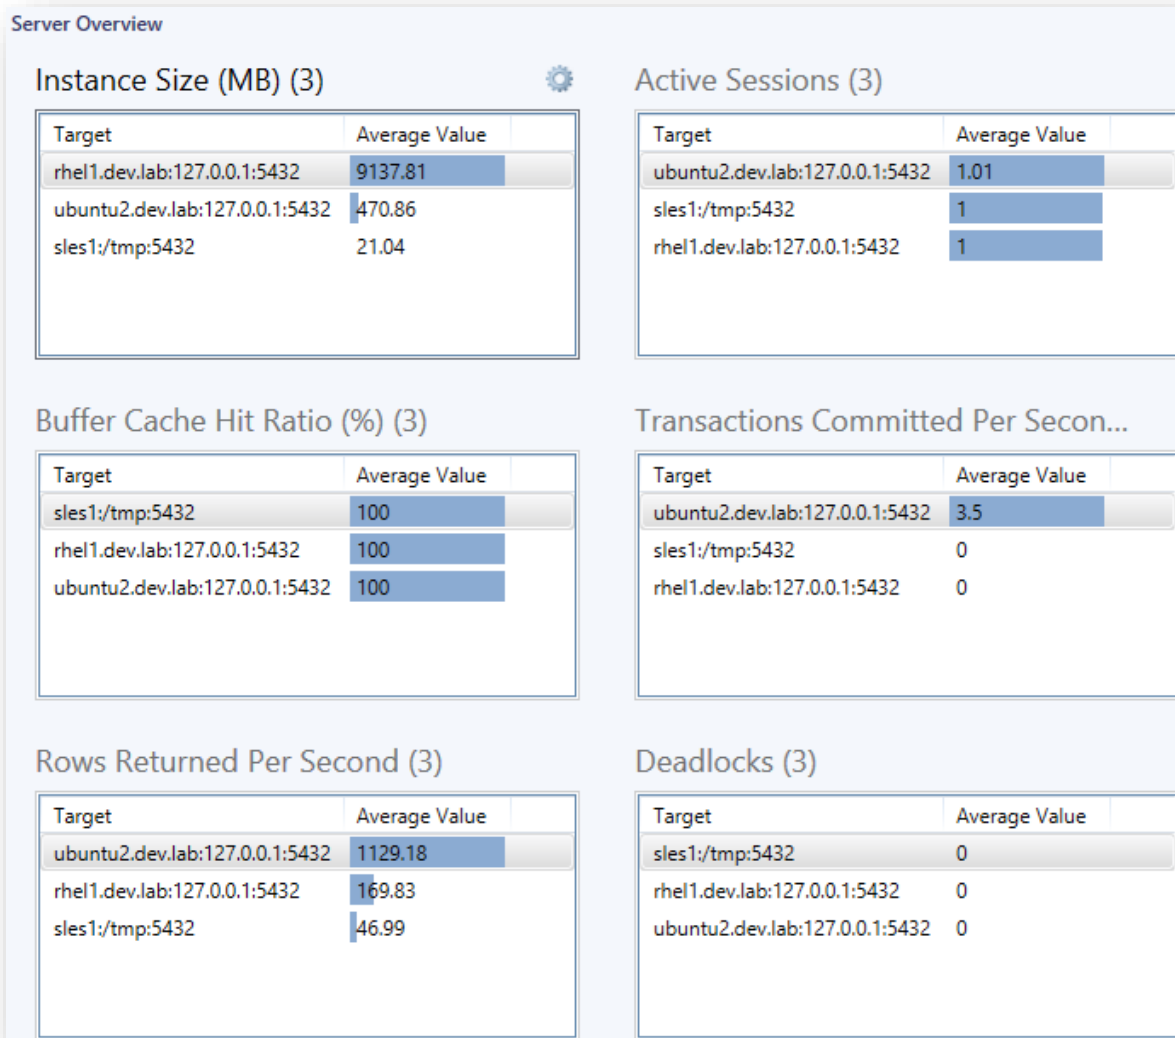 Server Overview
Instance Size (MB) (3)
Target Average Value
rhel1.dev.lab:127.0.0.1:5432 9137.81
ubuntu2.dev.lab:127.0.0.1:5432 470.86
sles1:/tmp:5432 21.04
Active Sessions (3)
Target Average Value
ubuntu2.dev.lab:127.0.0.1:5432 1.01
sles1:/tmp:5432 1
rhel1.dev.lab:127.0.0.1:5432 1
Buffer Cache Hit Ratio (%) (3)
Target Average Value
sles1:/tmp:5432 100
rhel1.dev.lab:127.0.0.1:5432 100
ubuntu2.dev.lab:127.0.0.1:5432 100
Transactions Committed Per Secon...
Target Average Value
ubuntu2.dev.lab:127.0.0.1:5432 3.5
sles1:/tmp:5432 0
rhel1.dev.lab:127.0.0.1:5432 0
Rows Returned Per Second (3)
Target Average Value
ubuntu2.dev.lab:127.0.0.1:5432 1129.18
rhel1.dev.lab:127.0.0.1:5432 169.83
sles1:/tmp:5432 46.99
Deadlocks (3)
Target Average Value
sles1:/tmp:5432 0
rhel1.dev.lab:127.0.0.1:5432 0
ubuntu2.dev.lab:127.0.0.1:5432 0